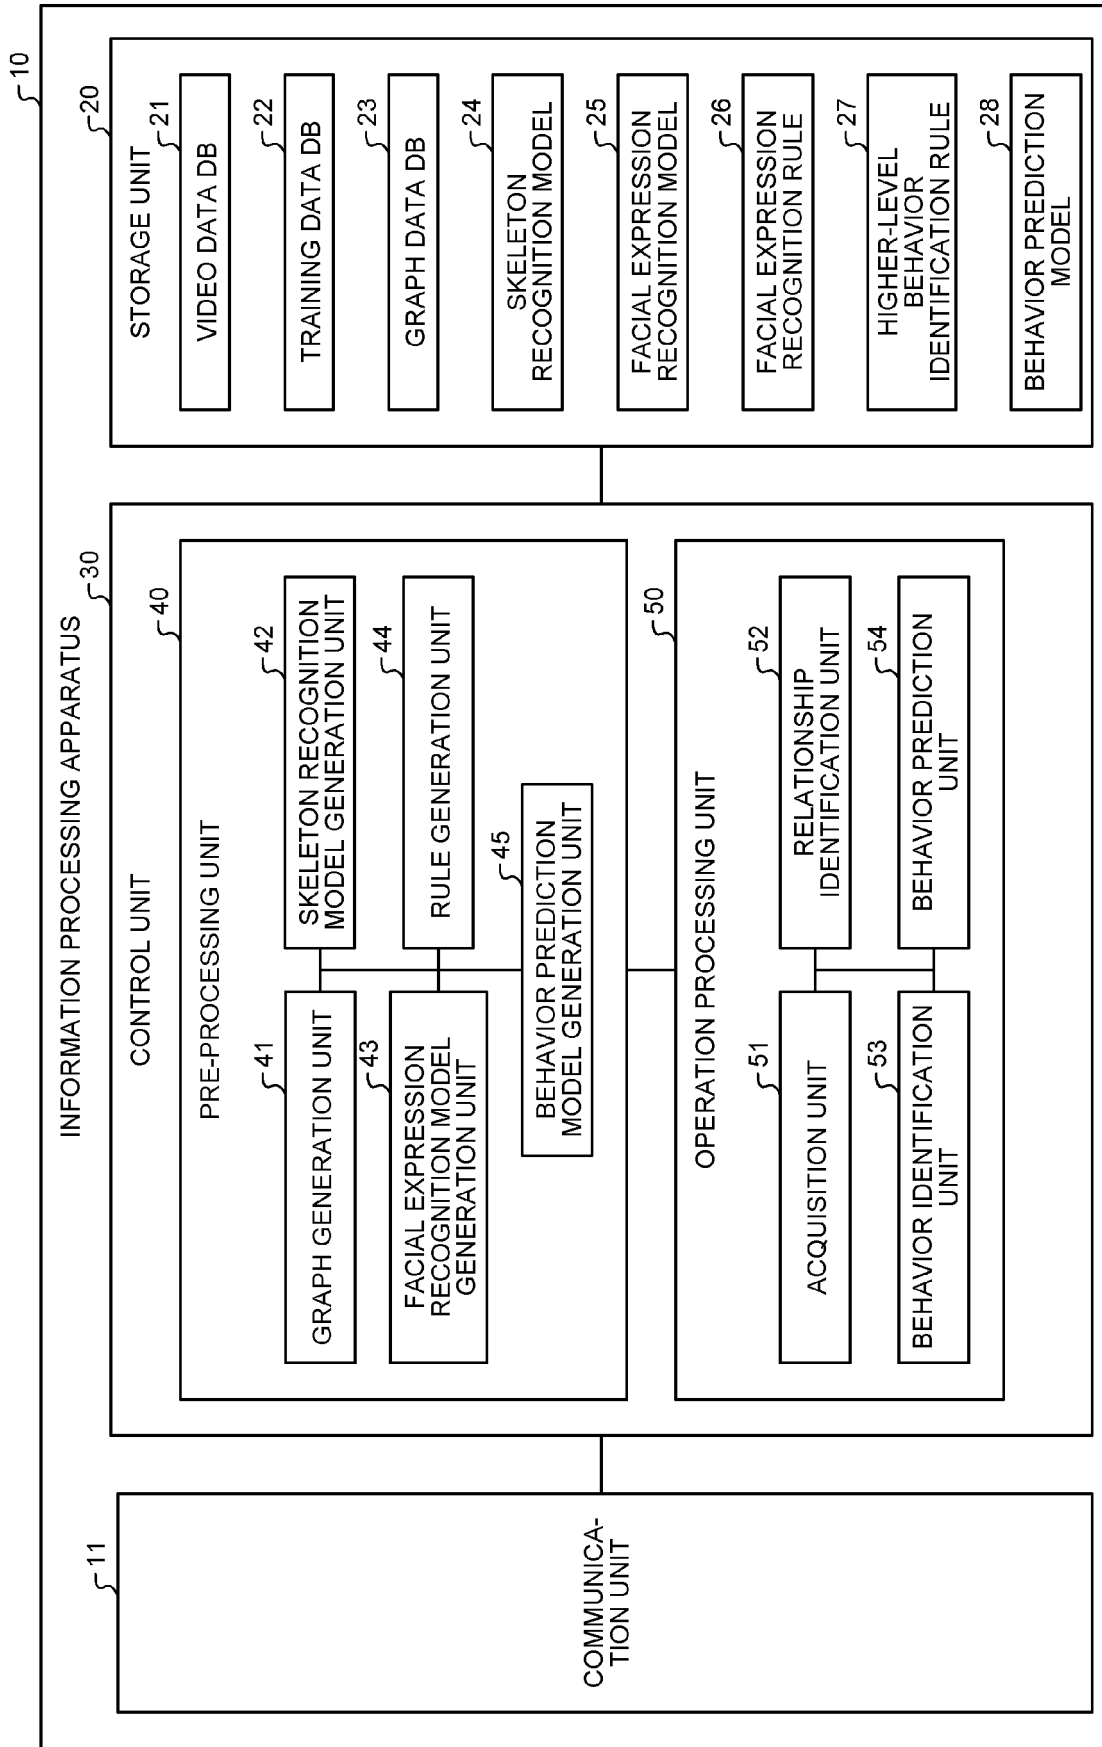 10
INFORMATION PROCESSING APPARATUS
11
COMMUNICA-
TION UNIT
30
CONTROL UNIT
40
PRE-PROCESSING UNIT
41
GRAPH GENERATION UNIT
42
SKELETON RECOGNITION
MODEL GENERATION UNIT
43
FACIAL EXPRESSION
RECOGNITION MODEL
GENERATION UNIT
44
RULE GENERATION UNIT
45
BEHAVIOR PREDICTION
MODEL GENERATION UNIT
50
OPERATION PROCESSING UNIT
51
ACQUISITION UNIT
52
RELATIONSHIP
IDENTIFICATION UNIT
53
BEHAVIOR IDENTIFICATION
UNIT
54
BEHAVIOR PREDICTION
UNIT
20
STORAGE UNIT
21
VIDEO DATA DB
22
TRAINING DATA DB
23
GRAPH DATA DB
24
SKELETON
RECOGNITION MODEL
25
FACIAL EXPRESSION
RECOGNITION MODEL
26
FACIAL EXPRESSION
RECOGNITION RULE
27
HIGHER-LEVEL
BEHAVIOR
IDENTIFICATION RULE
28
BEHAVIOR PREDICTION
MODEL